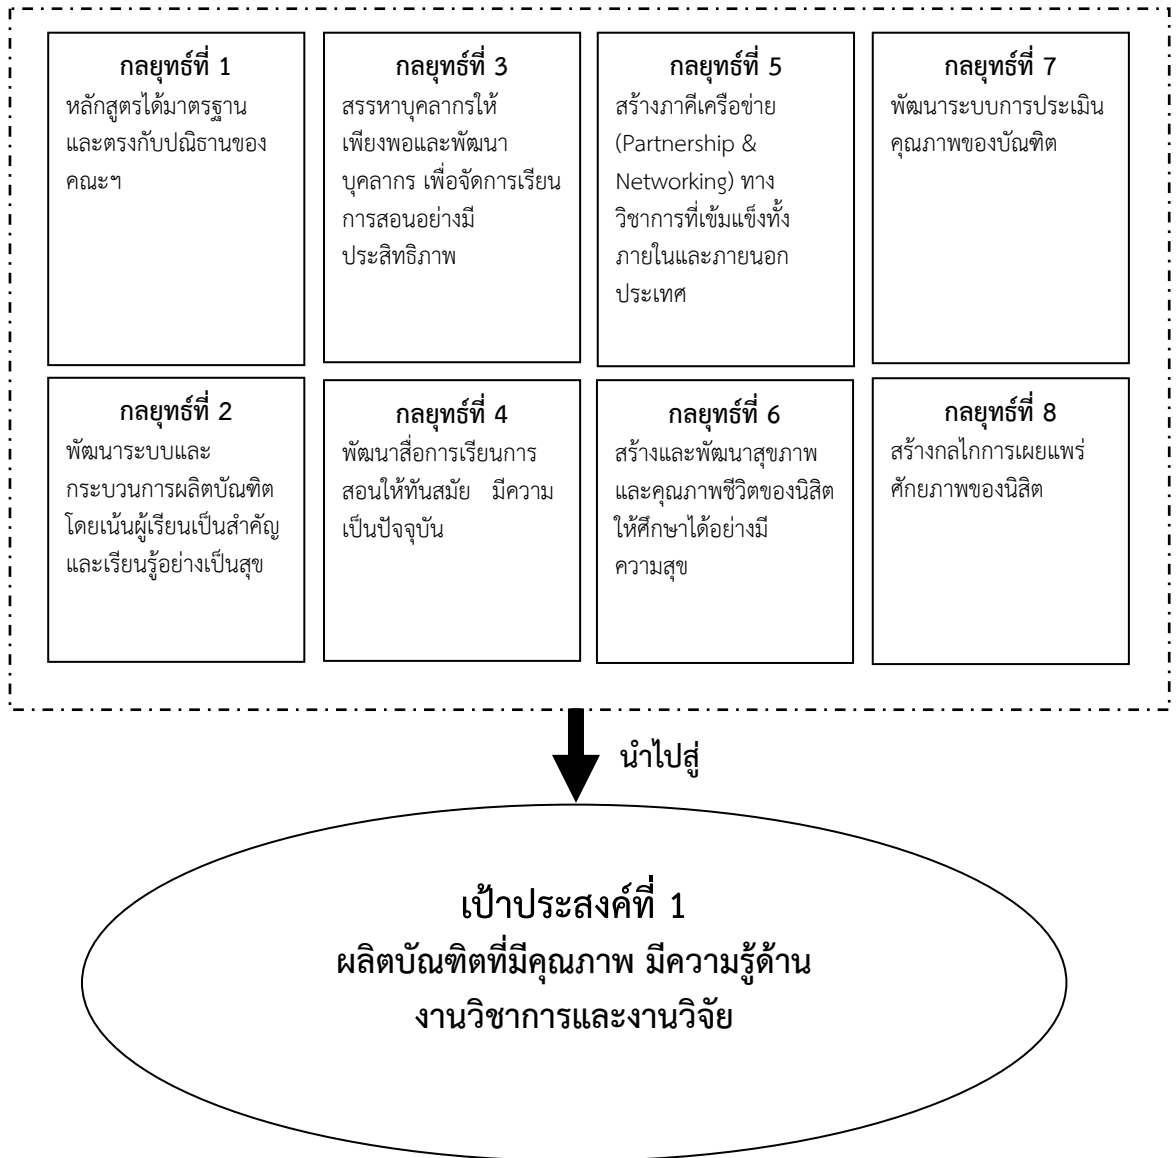 กลยุทธ์ที่ 1
หลักสูตรได้มาตรฐาน
และตรงกับปณิธานของ
คณะฯ
กลยุทธ์ที่ 3
สรรหาบุคลากรให้
เพียงพอและพัฒนา
บุคลากร เพื่อจัดการเรียน
การสอนอย่างมี
ประสิทธิภาพ
กลยุทธ์ที่ 5
สร้างภาคีเครือข่าย
(Partnership &
Networking) ทาง
วิชาการที่เข้มแข็งทั้ง
ภายในและภายนอก
ประเทศ
กลยุทธ์ที่ 7
พัฒนาระบบการประเมิน
คุณภาพของบัณฑิต
กลยุทธ์ที่ 2
พัฒนาระบบและ
กระบวนการผลิตบัณฑิต
โดยเน้นผู้เรียนเป็นสำคัญ
และเรียนรู้อย่างเป็นสุข
กลยุทธ์ที่ 4
พัฒนาสื่อการเรียนการ
สอนให้ทันสมัย มีความ
เป็นปัจจุบัน
กลยุทธ์ที่ 6
สร้างและพัฒนาสุขภาพ
และคุณภาพชีวิตของนิสิต
ให้ศึกษาได้อย่างมี
ความสุข
กลยุทธ์ที่ 8
สร้างกลไกการเผยแพร่
ศักยภาพของนิสิต
นำไปสู่
เป้าประสงค์ที่ 1
ผลิตบัณฑิตที่มีคุณภาพ มีความรู้ด้าน
งานวิชาการและงานวิจัย